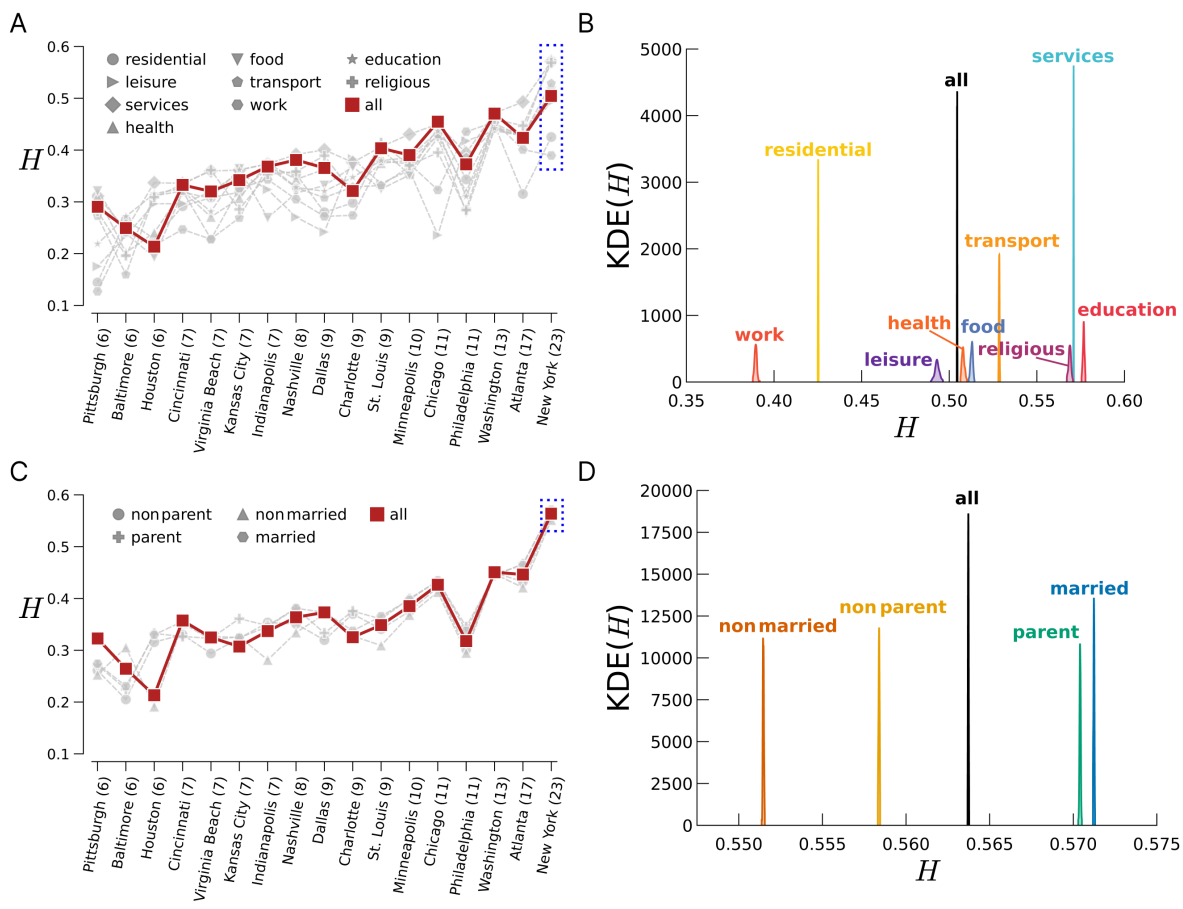 A
0.6
0.5
0.4
0.3
0.2
0.1
H
residential
leisure
services
health
food
transport
work
education
religious
all
Pittsburgh (6)
Baltimore (6)
Houston (6)
Cincinnati (7)
Virginia Beach (7)
Kansas City (7)
Indianapolis (7)
Nashville (8)
Dallas (9)
Charlotte (9)
St. Louis (9)
Minneapolis (10)
Chicago (11)
Philadelphia (11)
Washington (13)
Atlanta (17)
New York (23)
B
5000
4000
3000
2000
1000
0
KDE(H)
services
all
residential
transport
education
health
food
work
religious
leisure
0.35
0.40
0.45
0.50
0.55
0.60
H
C
0.6
0.5
0.4
0.3
0.2
0.1
H
non parent
parent
non married
married
all
Pittsburgh (6)
Baltimore (6)
Houston (6)
Cincinnati (7)
Virginia Beach (7)
Kansas City (7)
Indianapolis (7)
Nashville (8)
Dallas (9)
Charlotte (9)
St. Louis (9)
Minneapolis (10)
Chicago (11)
Philadelphia (11)
Washington (13)
Atlanta (17)
New York (23)
D
20000
17500
15000
12500
10000
7500
5000
2500
0
KDE(H)
all
married
non parent
non married
parent
0.550
0.555
0.560
0.565
0.570
0.575
H